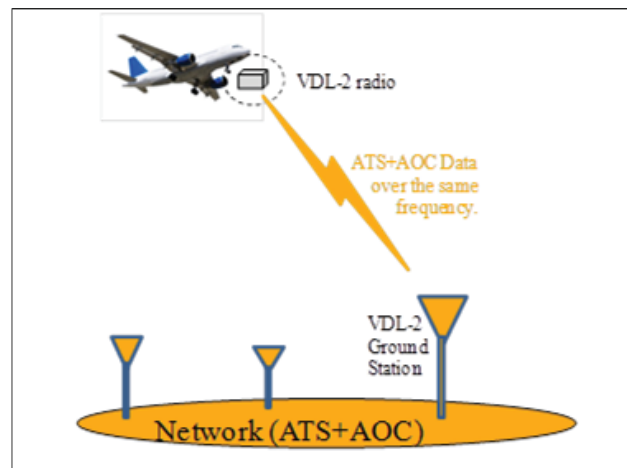 VDL-2 radio
ATS+AOC Data
over the same
frequency.
VDL-2
Ground
Station
Network (ATS+AOC)